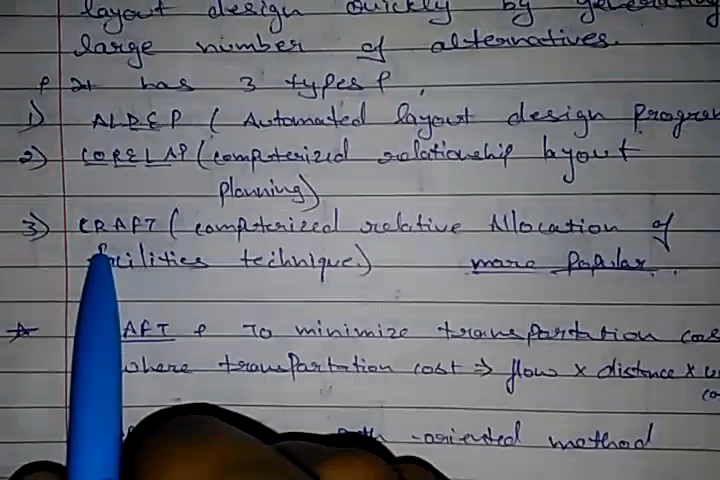 layout design quickly by generating
large number of alternatives.
It has 3 types
1) ALDEP (Automated layout design Program
2) CORELAP (computerized relationship layout
planning)
3) CRAFT (computerized relative Allocation of
facilities technique) more Popular.
AFT To minimize transportation cos
where transportation cost ⇒ flow x distance x
-oriented method